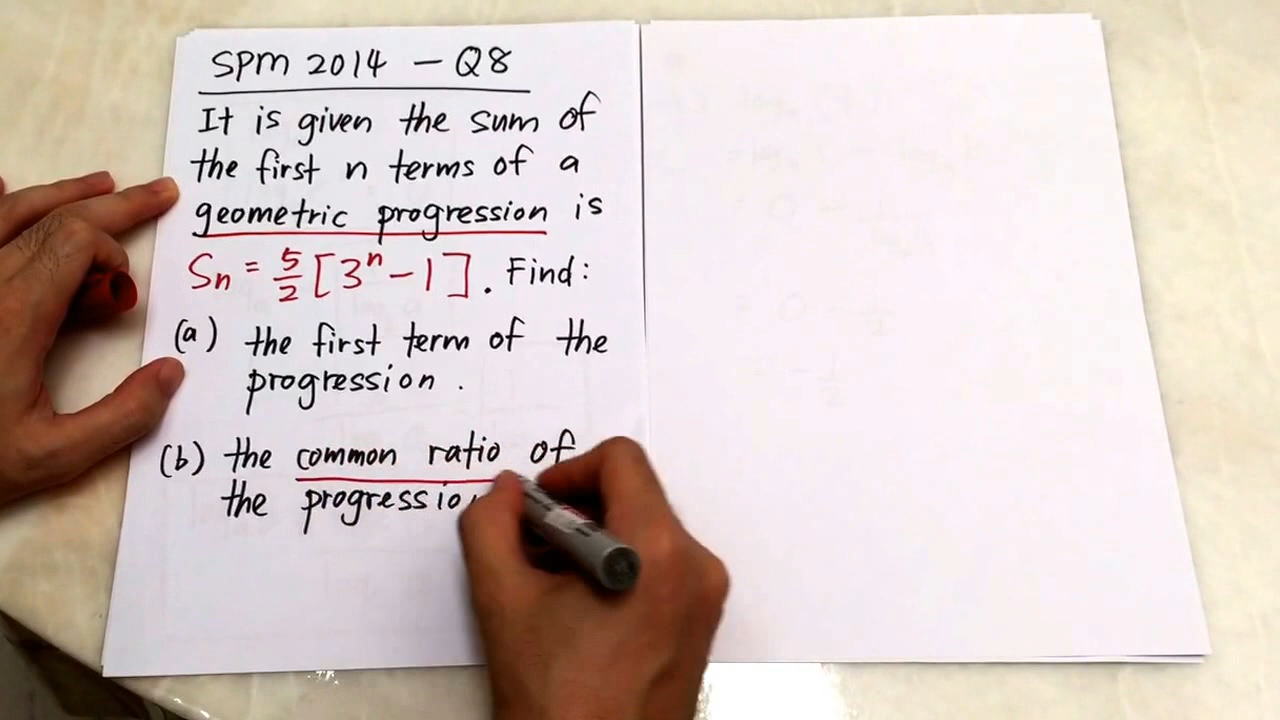 SPM 2014 - Q8
It is given the sum of
the first n terms of a
geometric progression is
Sn = 5/2 [3^n - 1]. Find:
(a) the first term of the
progression.
(b) the common ratio of
the progression